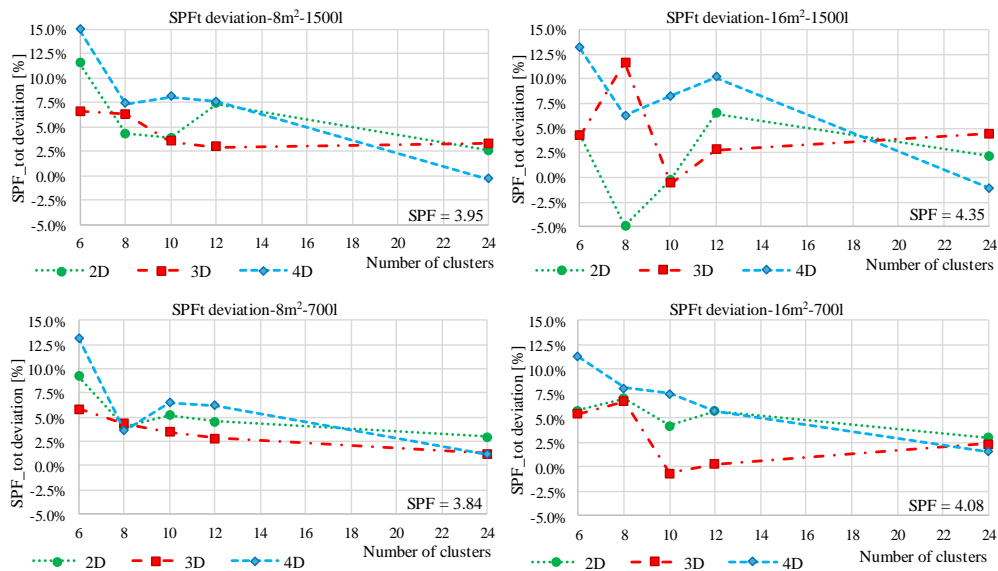 SPFt deviation-8m²-1500l
SPF_tot deviation [%]
15.0%
12.5%
10.0%
7.5%
5.0%
2.5%
0.0%
-2.5%
-5.0%
SPF = 3.95
6 8 10 12 14 16 18 20 22 24
Number of clusters
2D 3D 4D
SPFt deviation-16m²-1500l
SPF_tot deviation [%]
15.0%
12.5%
10.0%
7.5%
5.0%
2.5%
0.0%
-2.5%
-5.0%
SPF = 4.35
6 8 10 12 14 16 18 20 22 24
Number of clusters
2D 3D 4D
SPFt deviation-8m²-700l
SPF_tot deviation [%]
15.0%
12.5%
10.0%
7.5%
5.0%
2.5%
0.0%
-2.5%
-5.0%
SPF = 3.84
6 8 10 12 14 16 18 20 22 24
Number of clusters
2D 3D 4D
SPFt deviation-16m²-700l
SPF_tot deviation [%]
15.0%
12.5%
10.0%
7.5%
5.0%
2.5%
0.0%
-2.5%
-5.0%
SPF = 4.08
6 8 10 12 14 16 18 20 22 24
Number of clusters
2D 3D 4D